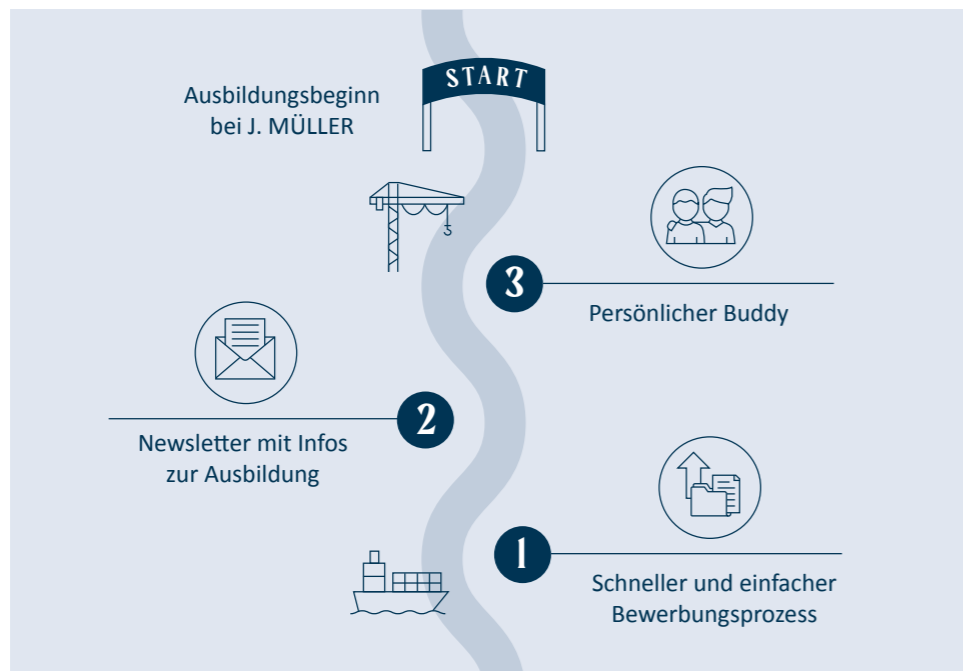 START
Ausbildungsbeginn
bei J. MÜLLER
3
Persönlicher Buddy
2
Newsletter mit Infos
zur Ausbildung
1
Schneller und einfacher
Bewerbungsprozess